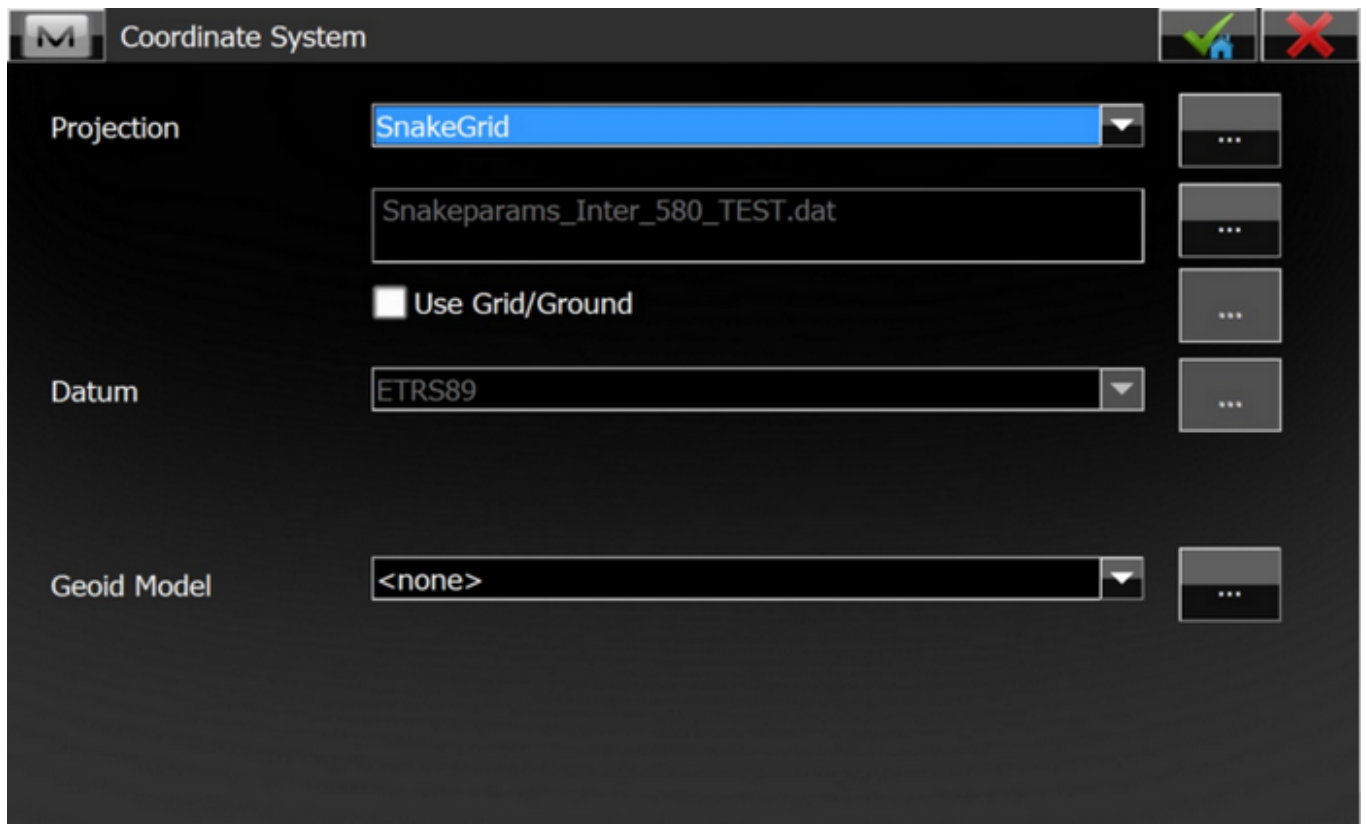 M Coordinate System
Projection SnakeGrid ...
Snakeparams_Inter_580_TEST.dat ...
Use Grid/Ground ...
Datum ETRS89 ...
Geoid Model <none> ...